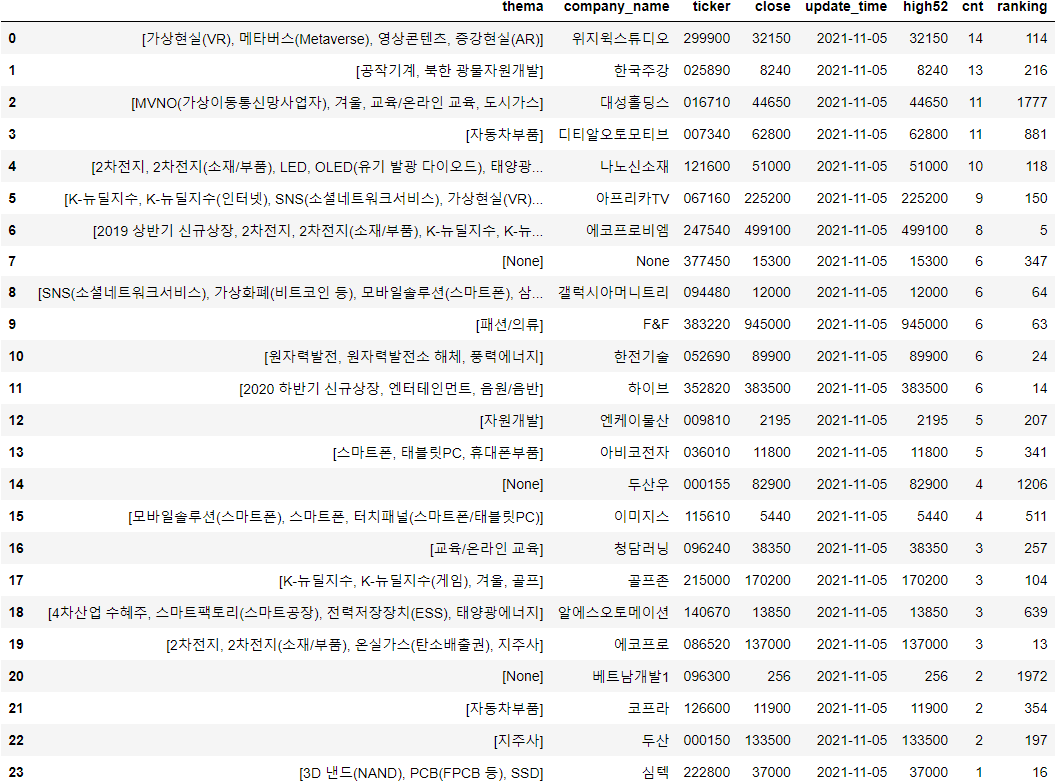 thema company_name ticker close update_time high52 cnt ranking
0 [가상현실(VR), 메타버스(Metaverse), 영상콘텐츠, 증강현실(AR)] 위지윅스튜디오 299900 32150 2021-11-05 32150 14 114
1 [공작기계, 북한 광물자원개발] 한국주강 025890 8240 2021-11-05 8240 13 216
2 [MVNO(가상이동통신망사업자), 겨울, 교육/온라인 교육, 도시가스] 대성홀딩스 016710 44650 2021-11-05 44650 11 1777
3 [자동차부품] 디티알오토모티브 007340 62800 2021-11-05 62800 11 881
4 [2차전지, 2차전지(소재/부품), LED, OLED(유기 발광 다이오드), 태양광... 나노신소재 121600 51000 2021-11-05 51000 10 118
5 [K-뉴딜지수, K-뉴딜지수(인터넷), SNS(소셜네트워크서비스), 가상현실(VR)... 아프리카TV 067160 225200 2021-11-05 225200 9 150
6 [2019 상반기 신규상장, 2차전지, 2차전지(소재/부품), K-뉴딜지수, K-뉴... 에코프로비엠 247540 499100 2021-11-05 499100 8 5
7 [None] None 377450 15300 2021-11-05 15300 6 347
8 [SNS(소셜네트워크서비스), 가상화폐(비트코인 등), 모바일솔루션(스마트폰), 삼... 갤럭시아머니트리 094480 12000 2021-11-05 12000 6 64
9 [패션/의류] F&F 383220 945000 2021-11-05 945000 6 63
10 [원자력발전, 원자력발전소 해체, 풍력에너지] 한전기술 052690 89900 2021-11-05 89900 6 24
11 [2020 하반기 신규상장, 엔터테인먼트, 음원/음반] 하이브 352820 383500 2021-11-05 383500 6 14
12 [자원개발] 엔케이물산 009810 2195 2021-11-05 2195 5 207
13 [스마트폰, 태블릿PC, 휴대폰부품] 아비코전자 036010 11800 2021-11-05 11800 5 341
14 [None] 두산우 000155 82900 2021-11-05 82900 4 1206
15 [모바일솔루션(스마트폰), 스마트폰, 터치패널(스마트폰/태블릿PC)] 이미지스 115610 5440 2021-11-05 5440 4 511
16 [교육/온라인 교육] 청담러닝 096240 38350 2021-11-05 38350 3 257
17 [K-뉴딜지수, K-뉴딜지수(게임), 겨울, 골프] 골프존 215000 170200 2021-11-05 170200 3 104
18 [4차산업 수혜주, 스마트팩토리(스마트공장), 전력저장장치(ESS), 태양광에너지] 알에스오토메이션 140670 13850 2021-11-05 13850 3 639
19 [2차전지, 2차전지(소재/부품), 온실가스(탄소배출권), 지주사] 에코프로 086520 137000 2021-11-05 137000 3 13
20 [None] 베트남개발1 096300 256 2021-11-05 256 2 1972
21 [자동차부품] 코프라 126600 11900 2021-11-05 11900 2 354
22 [지주사] 두산 000150 133500 2021-11-05 133500 2 197
23 [3D 낸드(NAND), PCB(FPCB 등), SSD] 심텍 222800 37000 2021-11-05 37000 1 16